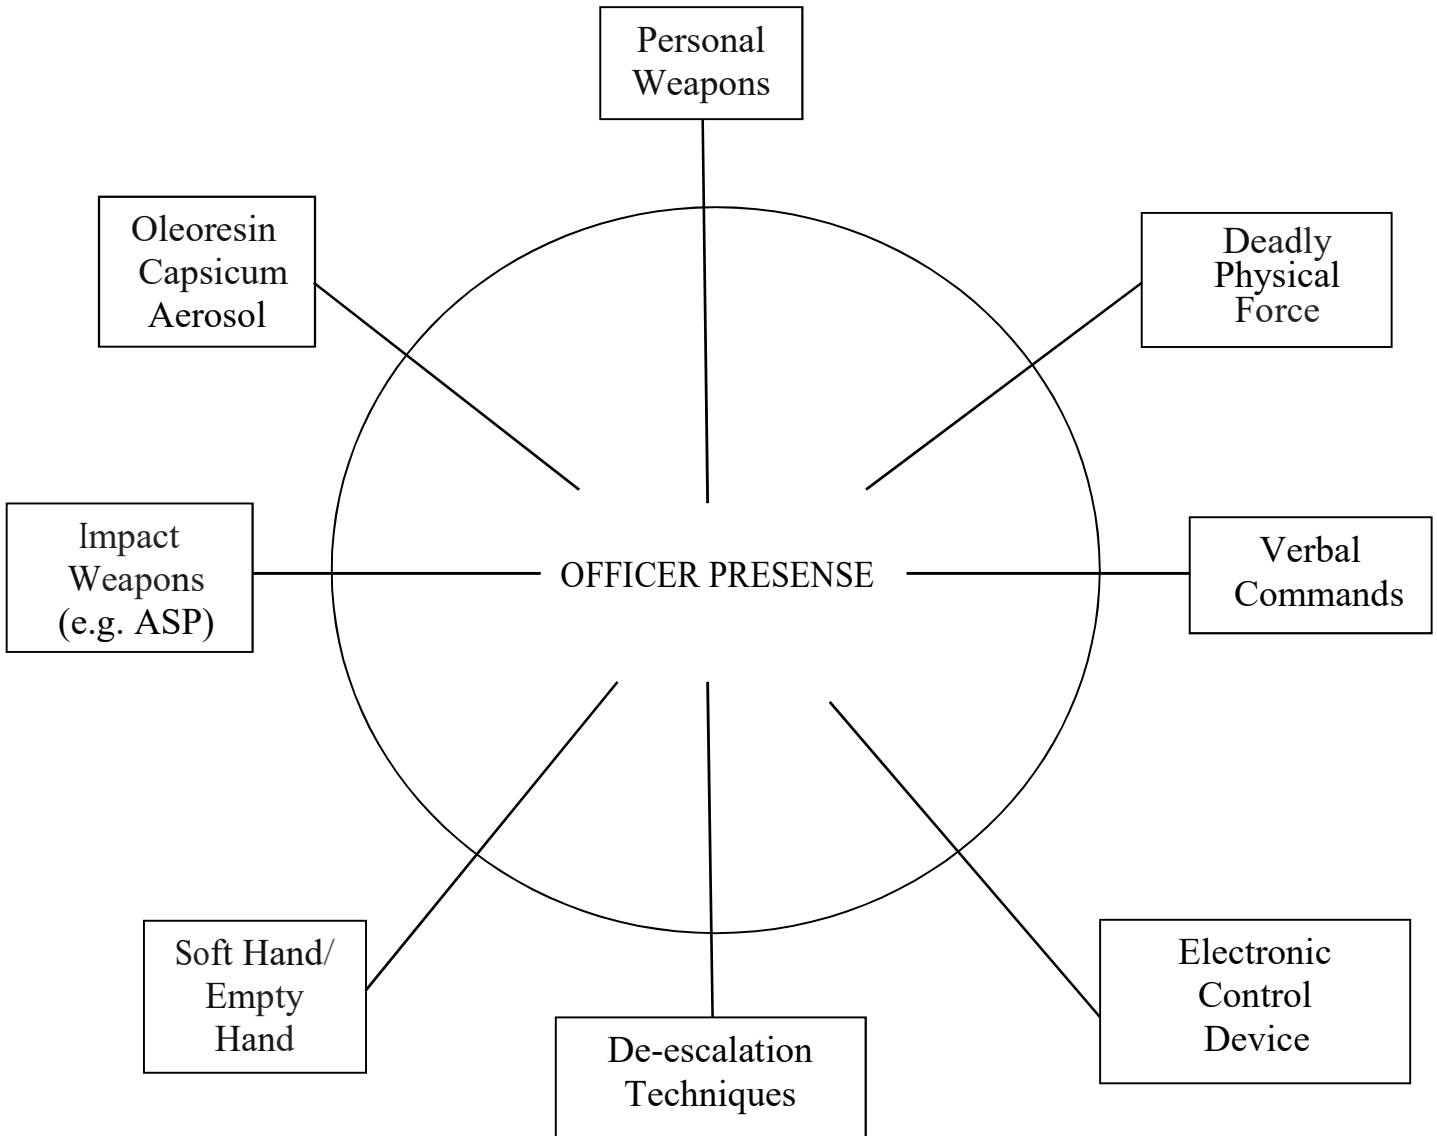 Personal
Weapons
Oleoresin
Capsicum
Aerosol
Deadly
Physical
Force
Impact
Weapons
(e.g. ASP)
OFFICER PRESENSE
Verbal
Commands
Soft Hand/
Empty
Hand
De-escalation
Techniques
Electronic
Control
Device